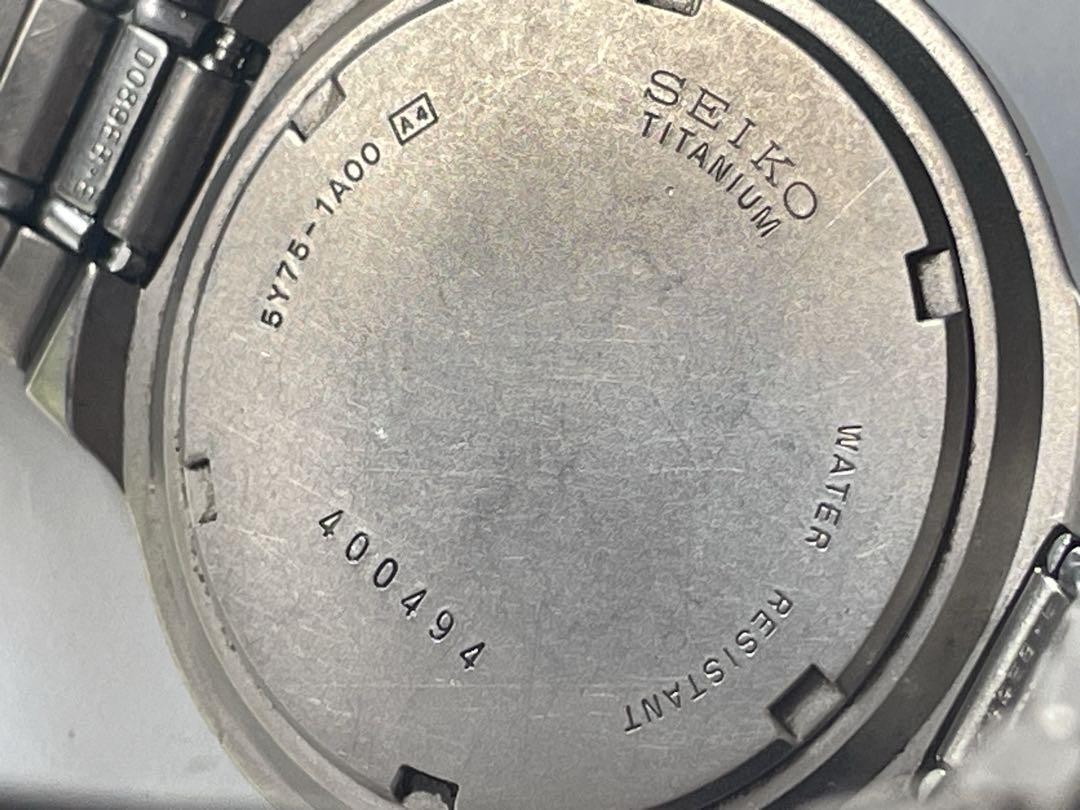 SEIKO
TITANIUM
5Y75-1A00 A4
WATER RESISTANT
400494